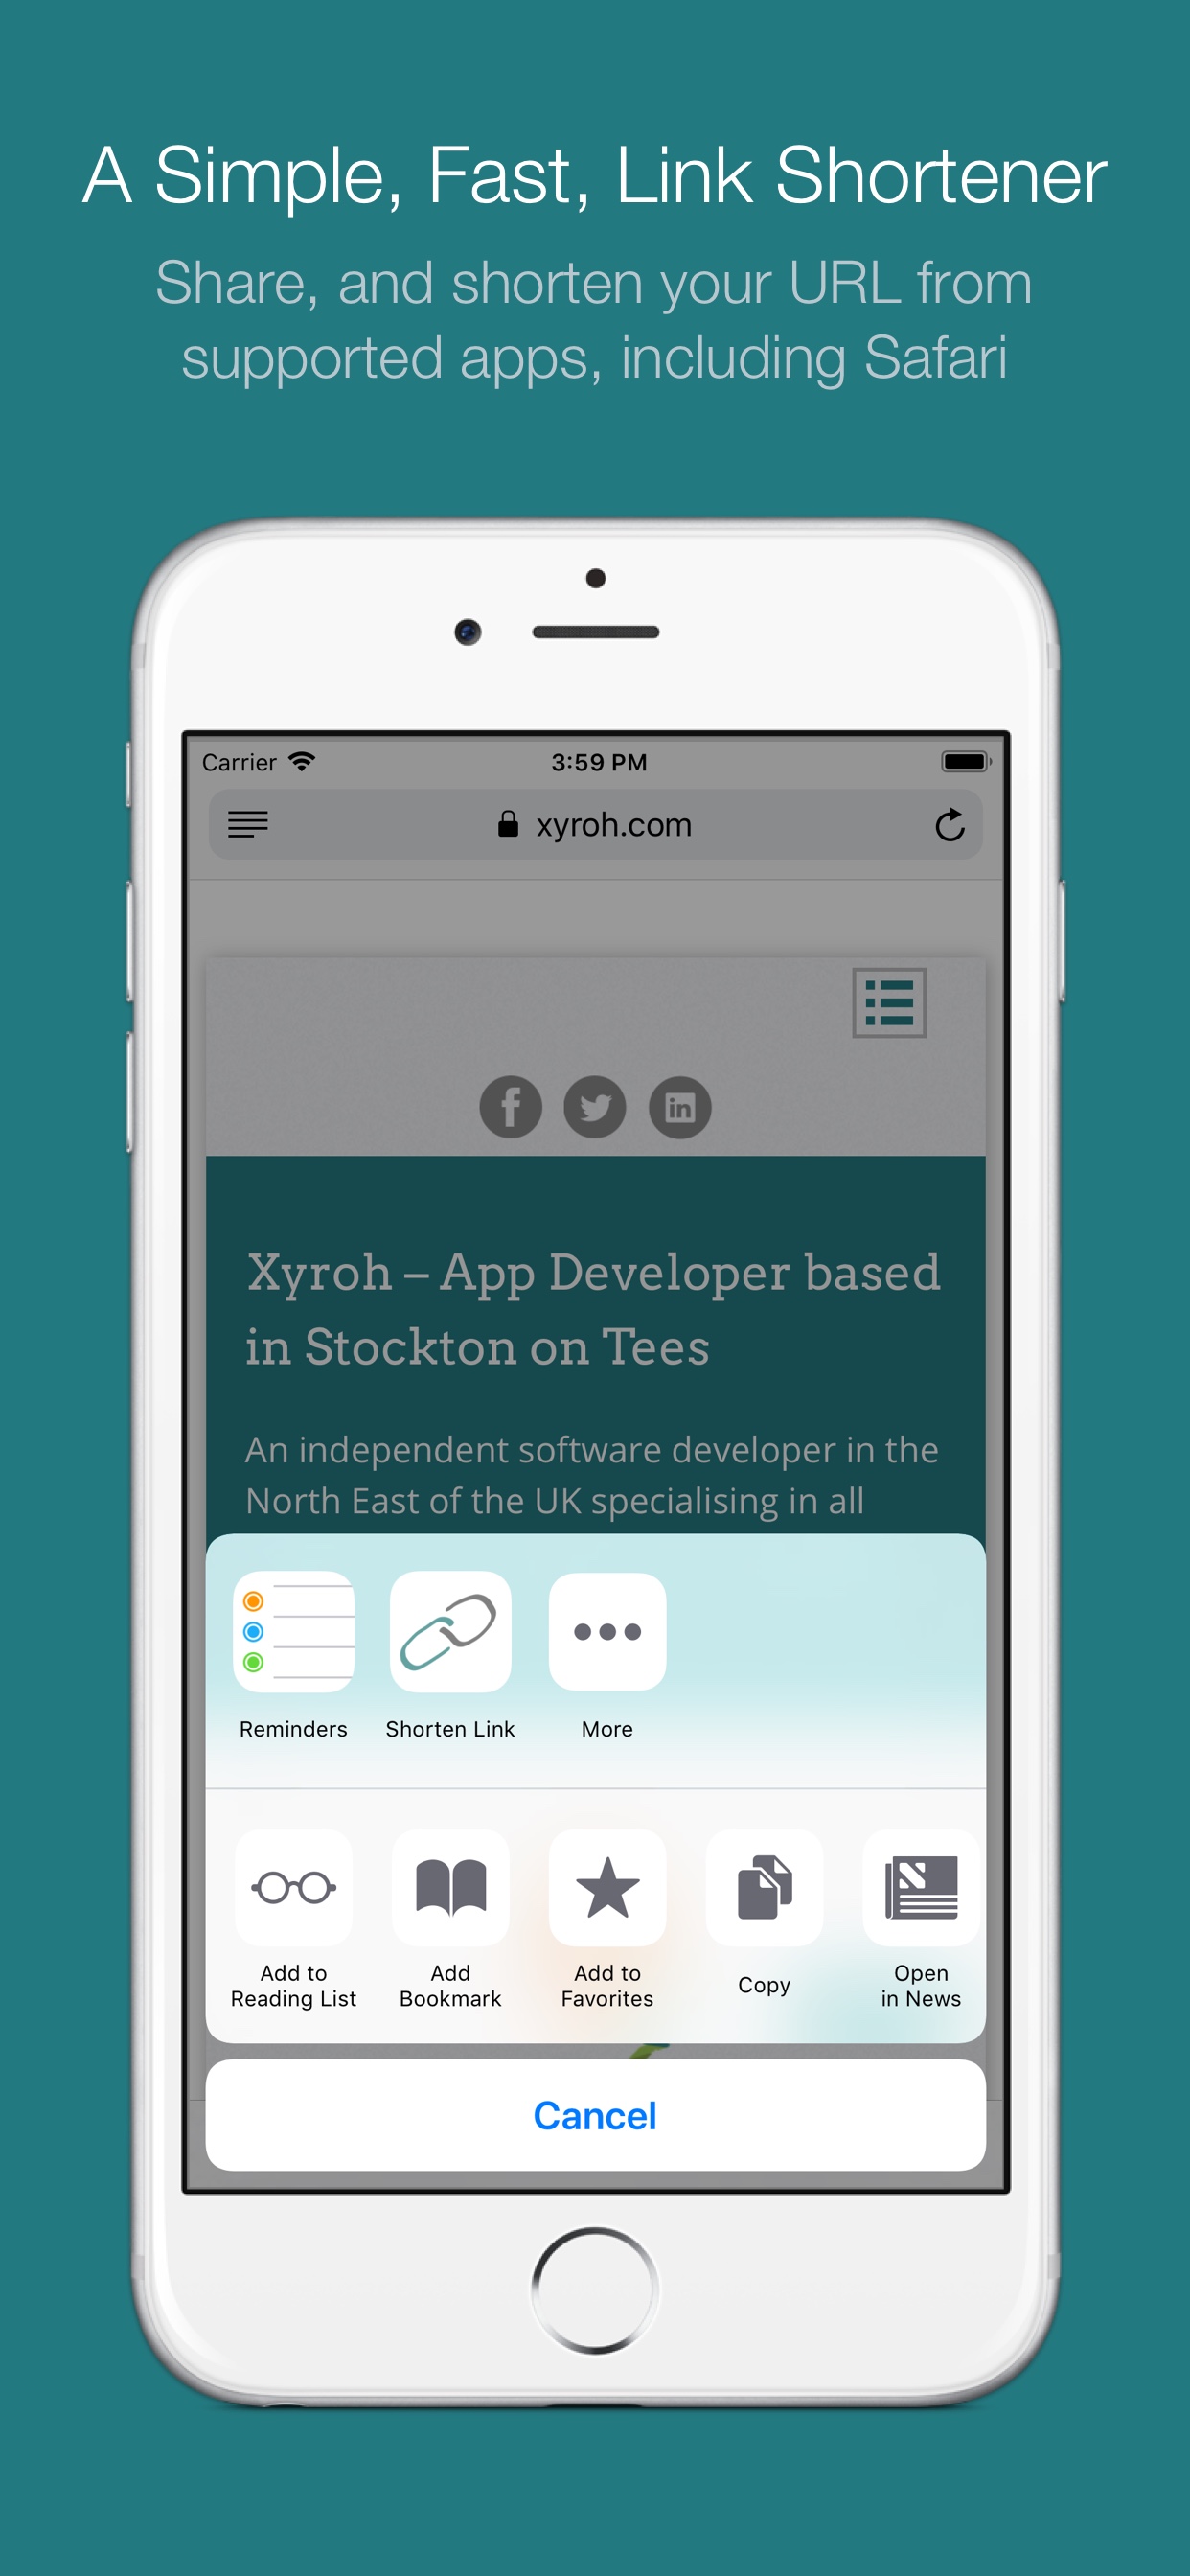 A Simple, Fast, Link Shortener
Share, and shorten your URL from
supported apps, including Safari
Carrier
3:59 PM
xyroh.com
Xyroh – App Developer based
in Stockton on Tees
An independent software developer in the
North East of the UK specialising in all
Reminders
Shorten Link
More
Add to
Reading List
Add
Bookmark
Add to
Favorites
Copy
Open
in News
Cancel